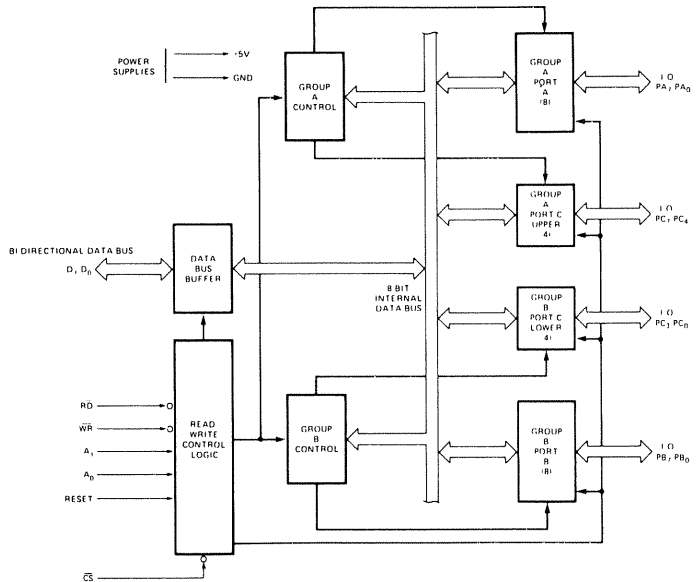 POWER
SUPPLIES
+5V
GND
GROUP
A
CONTROL
GROUP
A
PORT
A
(8)
I O
PA7 PA0
GROUP
A
PORT C
UPPER
4)
I O
PC7 PC4
BI DIRECTIONAL DATA BUS
D7 D0
DATA
BUS
BUFFER
8 BIT
INTERNAL
DATA BUS
GROUP
B
PORT C
LOWER
4)
I O
PC3 PC0
RD
WR
A1
A0
RESET
CS
READ
WRITE
CONTROL
LOGIC
GROUP
B
CONTROL
GROUP
B
PORT
B
(8)
I O
PB7 PB0